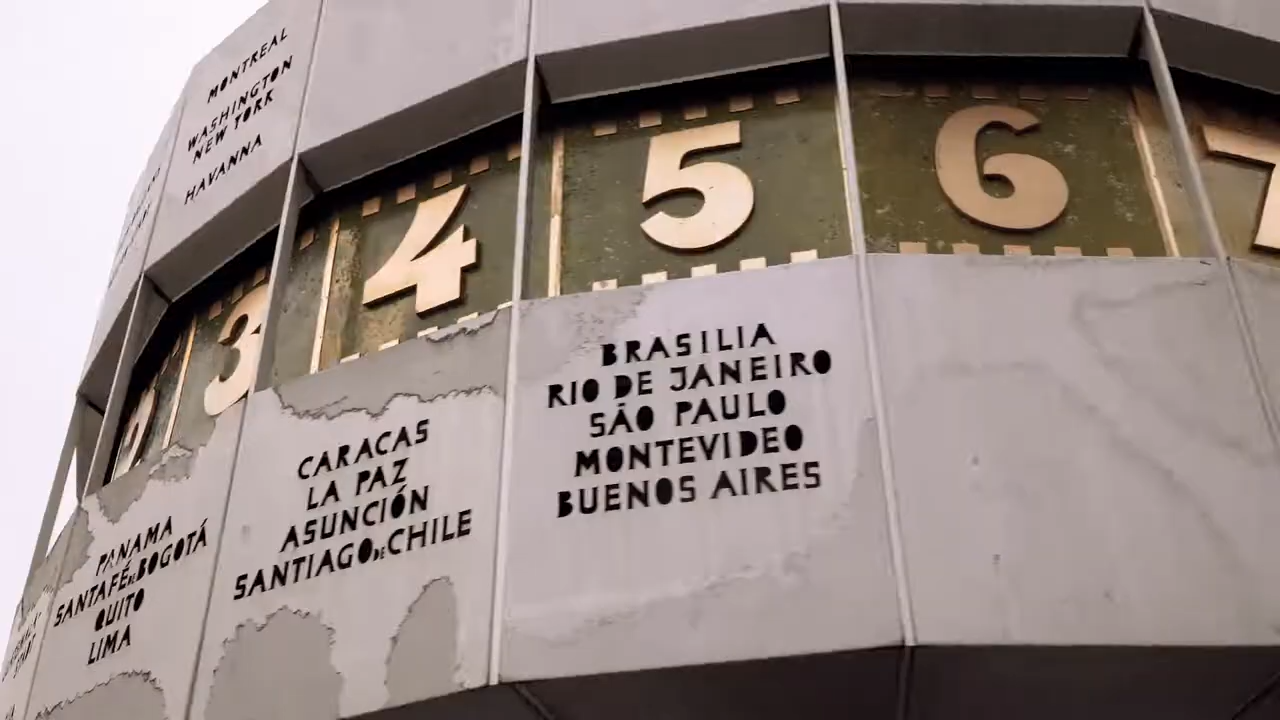 MONTREAL
WASHINGTON
NEW YORK
HAVANNA
3
4
5
6
7
PANAMA
SANTAFÉ DE BOGOTÁ
QUITO
LIMA
CARACAS
LA PAZ
ASUNCIÓN
SANTIAGO DE CHILE
BRASILIA
RIO DE JANEIRO
SÃO PAULO
MONTEVIDEO
BUENOS AIRES